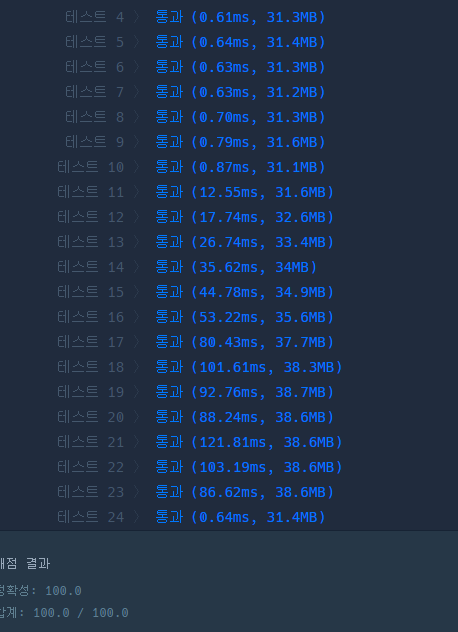 테스트 4 〉 통과 (0.61ms, 31.3MB)
테스트 5 〉 통과 (0.64ms, 31.4MB)
테스트 6 〉 통과 (0.63ms, 31.3MB)
테스트 7 〉 통과 (0.63ms, 31.2MB)
테스트 8 〉 통과 (0.70ms, 31.3MB)
테스트 9 〉 통과 (0.79ms, 31.6MB)
테스트 10 〉 통과 (0.87ms, 31.1MB)
테스트 11 〉 통과 (12.55ms, 31.6MB)
테스트 12 〉 통과 (17.74ms, 32.6MB)
테스트 13 〉 통과 (26.74ms, 33.4MB)
테스트 14 〉 통과 (35.62ms, 34MB)
테스트 15 〉 통과 (44.78ms, 34.9MB)
테스트 16 〉 통과 (53.22ms, 35.6MB)
테스트 17 〉 통과 (80.43ms, 37.7MB)
테스트 18 〉 통과 (101.61ms, 38.3MB)
테스트 19 〉 통과 (92.76ms, 38.7MB)
테스트 20 〉 통과 (88.24ms, 38.6MB)
테스트 21 〉 통과 (121.81ms, 38.6MB)
테스트 22 〉 통과 (103.19ms, 38.6MB)
테스트 23 〉 통과 (86.62ms, 38.6MB)
테스트 24 〉 통과 (0.64ms, 31.4MB)
채점 결과
정확성: 100.0
합계: 100.0 / 100.0